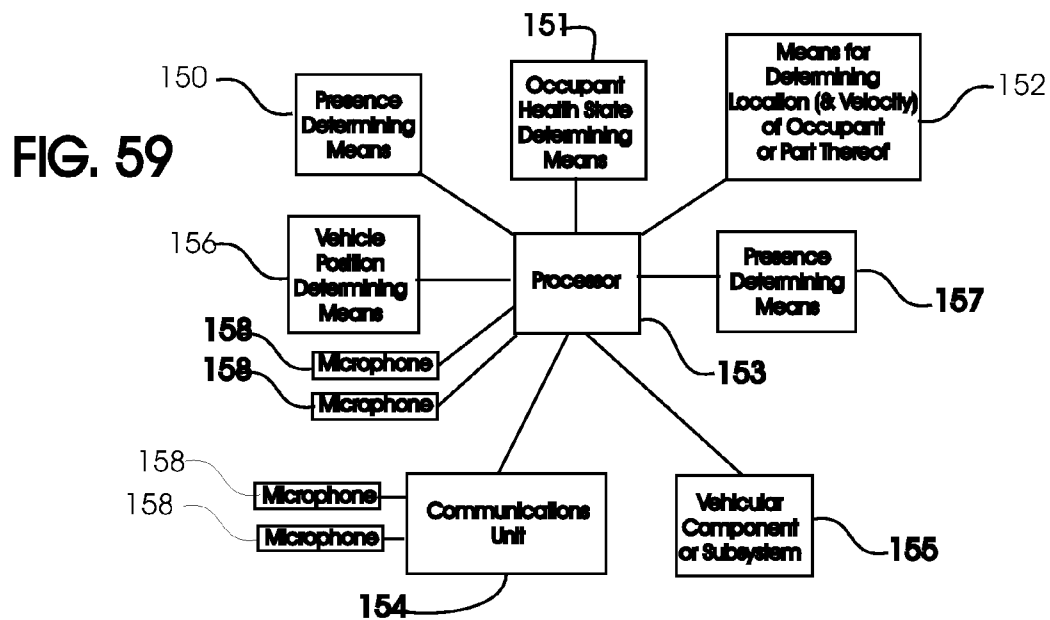 FIG. 59
150
Presence
Determining
Means
151
Occupant
Health State
Determining
Means
Means for
Determining
Location (& Velocity)
of Occupant
or Part Thereof
152
156
Vehicle
Position
Determining
Means
Processor
153
Presence
Determining
Means
157
158
Microphone
158
Microphone
158
Microphone
158
Microphone
Communications
Unit
154
Vehicular
Component
or Subsystem
155